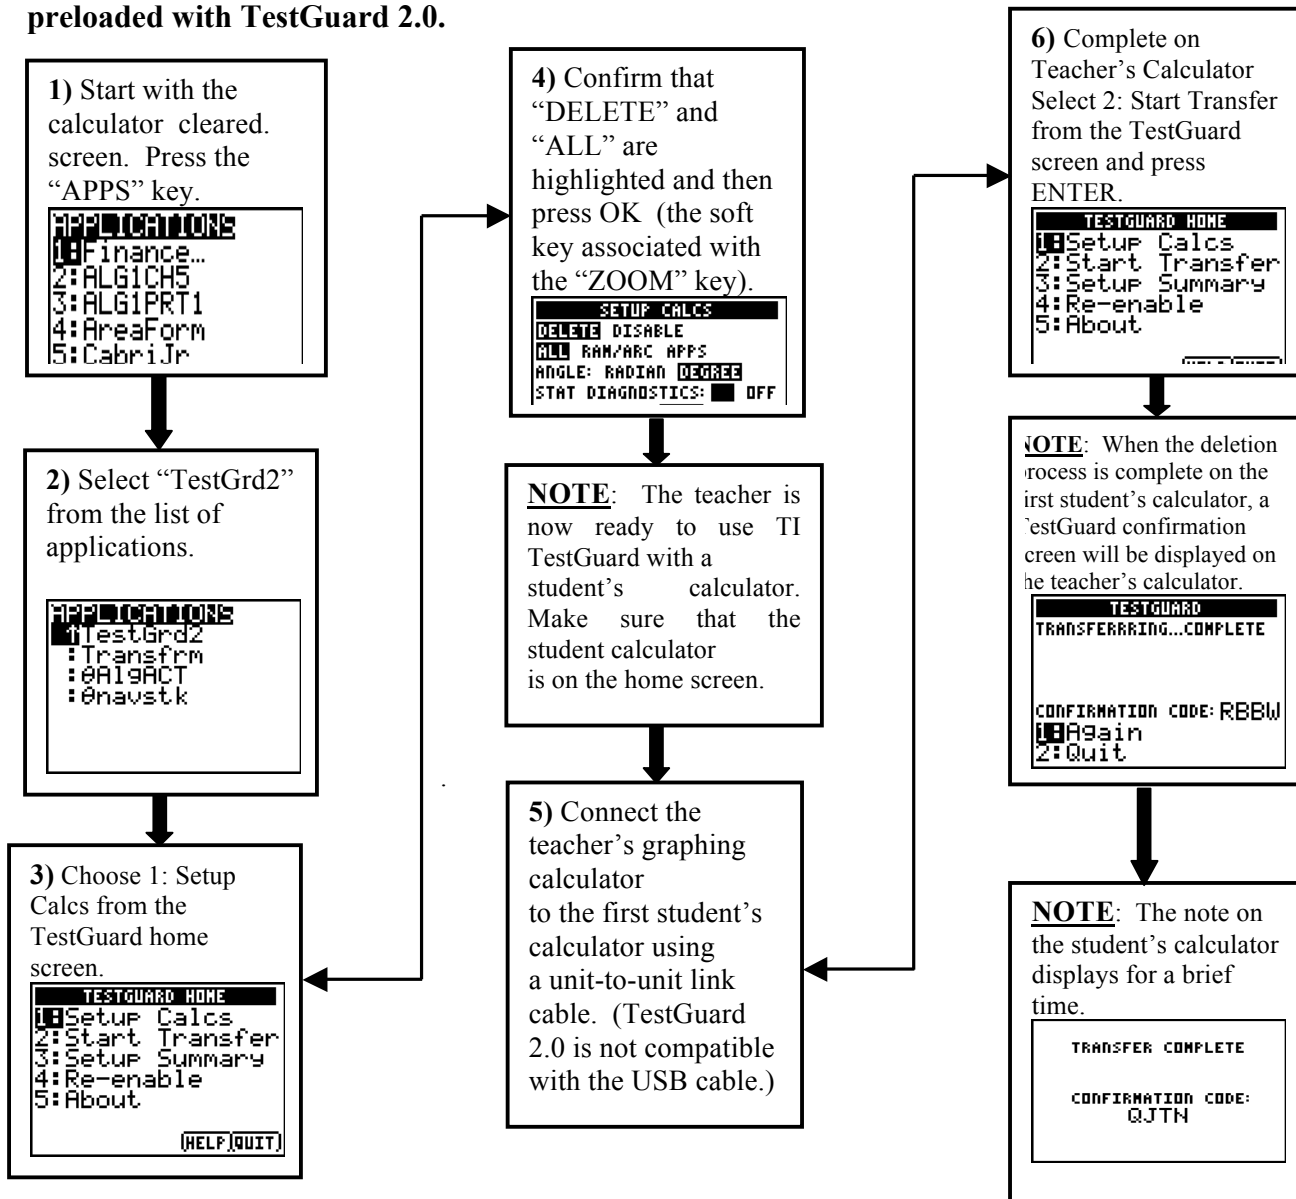 preloaded with TestGuard 2.0.
1) Start with the
calculator cleared.
screen. Press the
“APPS” key.
APPLICATIONS
1:Finance…
2:ALG1CH5
3:ALG1PRT1
4:AreaForm
5:CabriJr
2) Select “TestGrd2”
from the list of
applications.
APPLICATIONS
↑TestGrd2
:Transfrm
:θAlgACT
:θnavstk
3) Choose 1: Setup
Calcs from the
TestGuard home
screen.
TESTGUARD HOME
1:Setup Calcs
2:Start Transfer
3:Setup Summary
4:Re-enable
5:About
HELP QUIT
4) Confirm that
“DELETE” and
“ALL” are
highlighted and then
press OK (the soft
key associated with
the “ZOOM” key).
SETUP CALCS
DELETE DISABLE
ALL RAM/ARC APPS
ANGLE: RADIAN DEGREE
STAT DIAGNOSTICS: OFF
NOTE: The teacher is
now ready to use TI
TestGuard with a
student’s calculator.
Make sure that the
student calculator
is on the home screen.
.
5) Connect the
teacher’s graphing
calculator
to the first student’s
calculator using
a unit-to-unit link
cable. (TestGuard
2.0 is not compatible
with the USB cable.)
6) Complete on
Teacher’s Calculator
Select 2: Start Transfer
from the TestGuard
screen and press
ENTER.
TESTGUARD HOME
1:Setup Calcs
2:Start Transfer
3:Setup Summary
4:Re-enable
5:About
NOTE: When the deletion
process is complete on the
first student’s calculator, a
TestGuard confirmation
screen will be displayed on
the teacher’s calculator.
TESTGUARD
TRANSFERRRING...COMPLETE
CONFIRMATION CODE: RBBW
1:Again
2:Quit
NOTE: The note on
the student’s calculator
displays for a brief
time.
TRANSFER COMPLETE
CONFIRMATION CODE:
QJTN